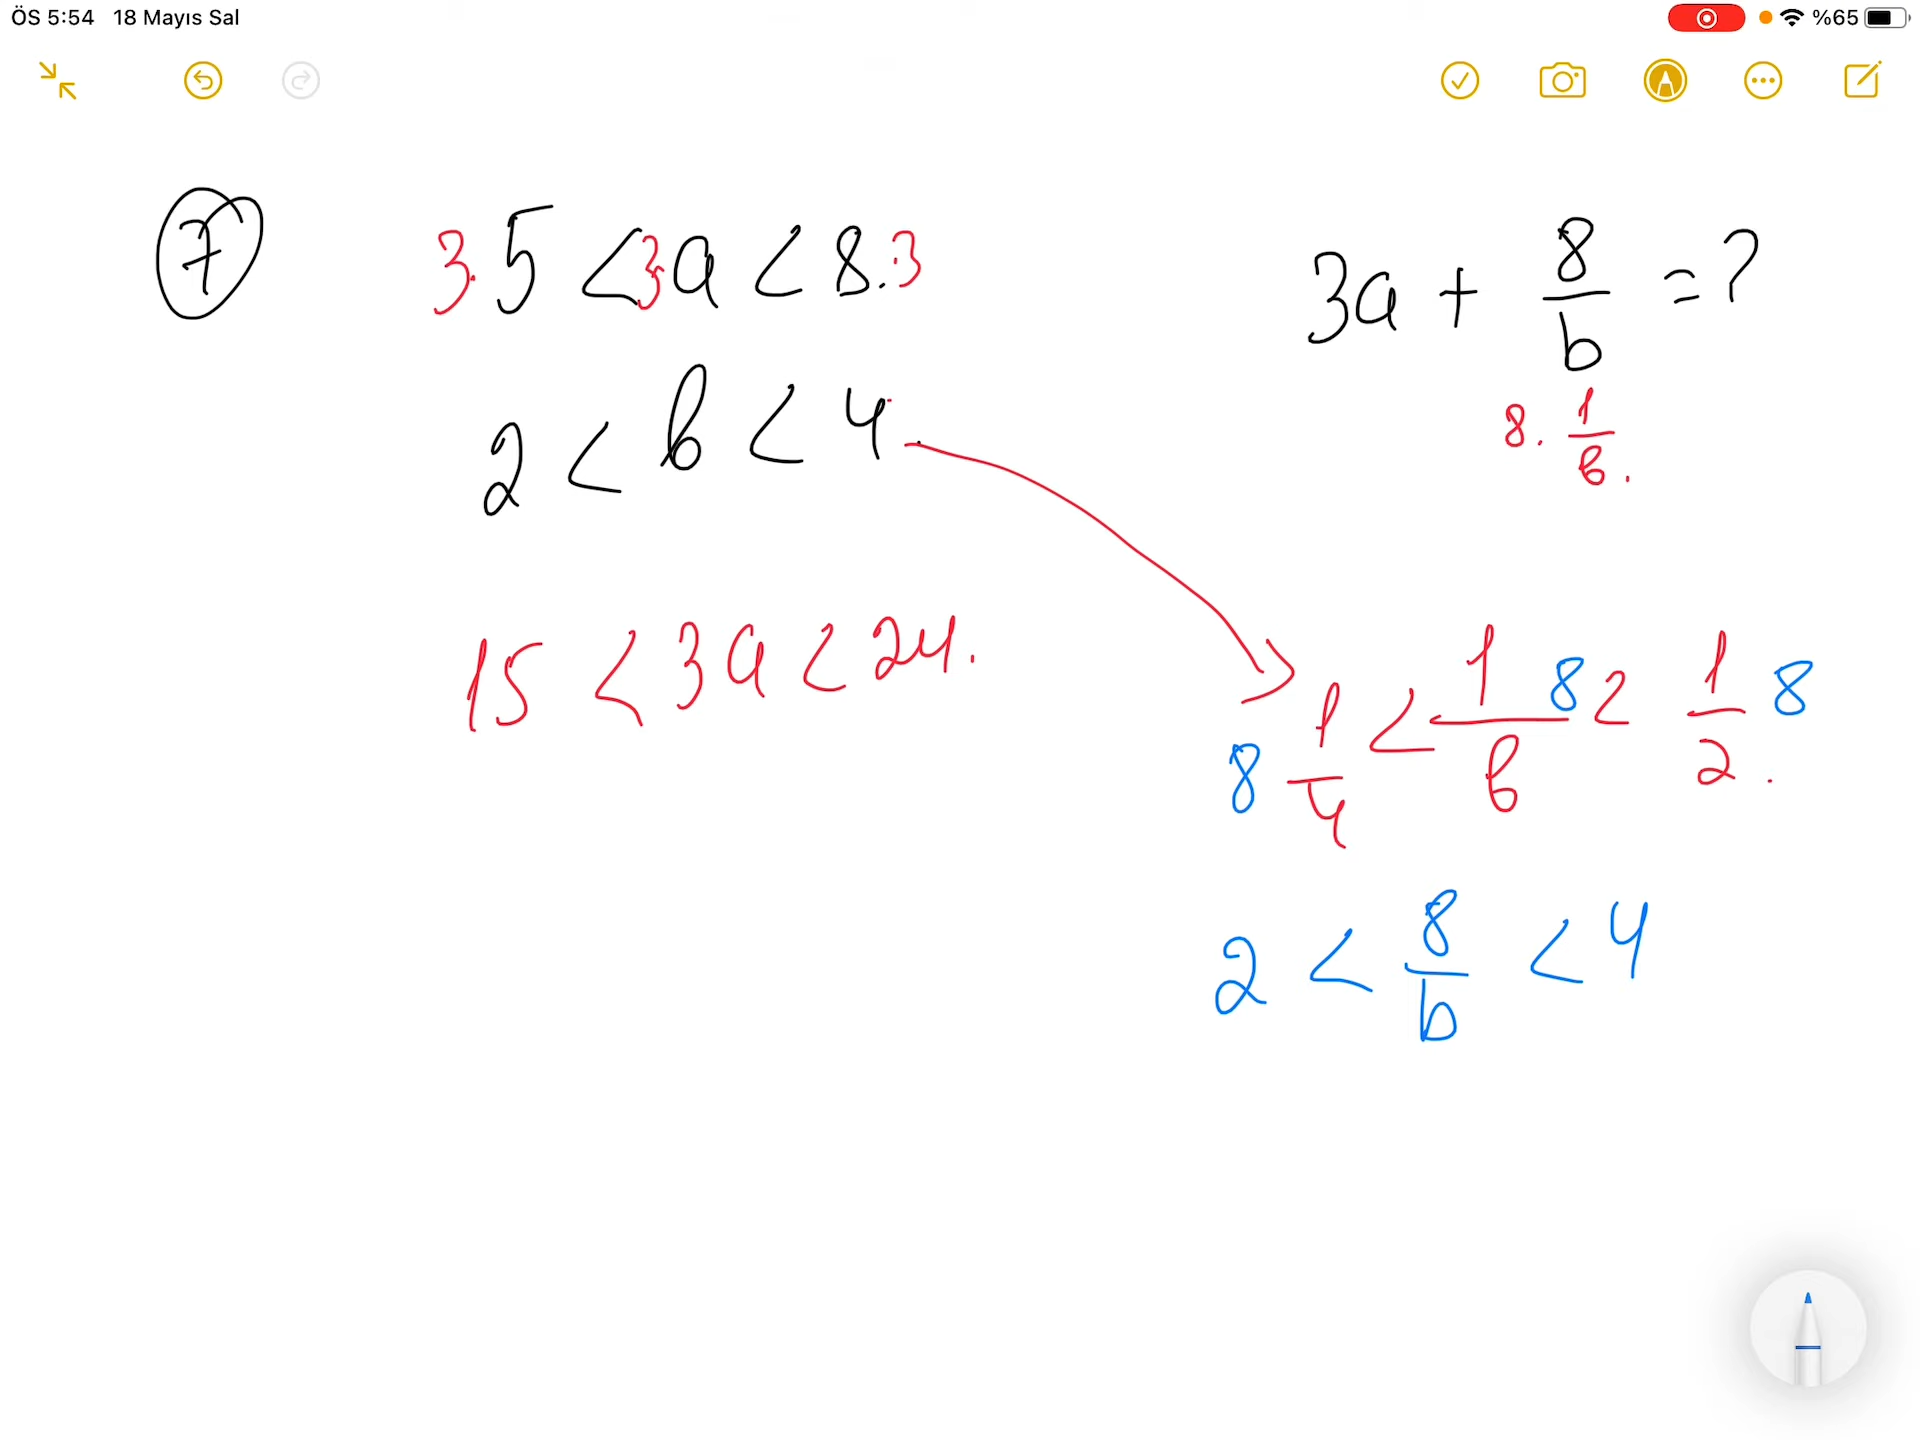 ÖS 5:54 18 Mayıs Sal %65
7
3.5 < 3a < 8.3
3a + 8/b = ?
2 < b < 4
8 . 1/b .
15 < 3a < 24.
8 1/4 < 1/b 8 < 1/2 8 .
2 < 8/b < 4